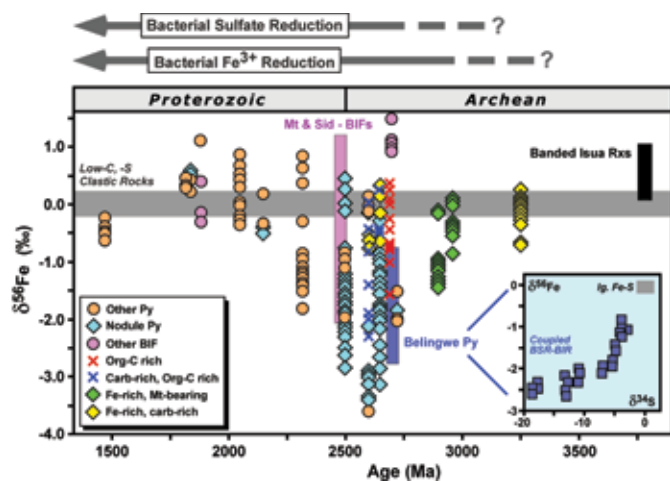 Bacterial Sulfate Reduction
?
Bacterial Fe3+ Reduction
?
Proterozoic
Archean
Mt & Sid - BIFs
1.0
0.0
-1.0
-2.0
-3.0
-4.0
δ56Fe (‰)
Low-C, -S
Clastic Rocks
Banded Isua Rxs
Other Py
Nodule Py
Other BIF
Org-C rich
Carb-rich, Org-C rich
Fe-rich, Mt-bearing
Fe-rich, carb-rich
Belingwe Py
δ56Fe
Ig. Fe-S
Coupled
BSR-BIR
δ34S
0
-1
-2
-3
-20
-10
0
1500
2000
2500
3000
3500
Age (Ma)